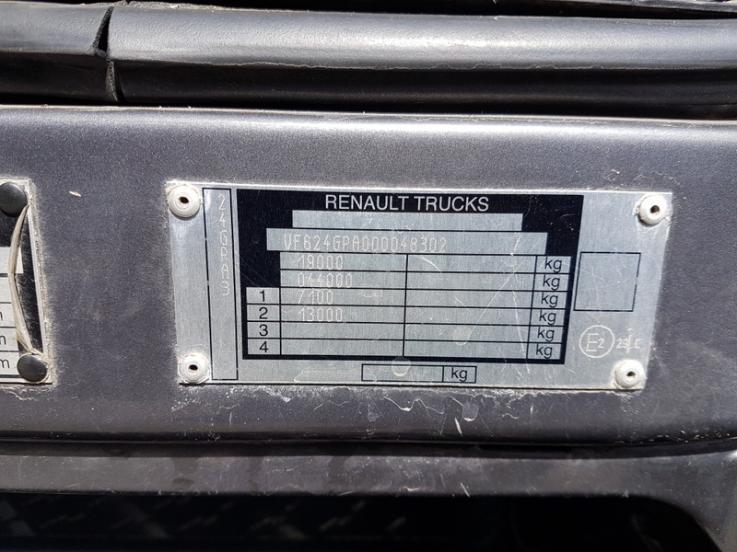 24GPA3
RENAULT TRUCKS
VF624GPA000048302
19000 kg
044000 kg
1 7100 kg
2 13000 kg
3 kg
4 kg
kg
E2
m